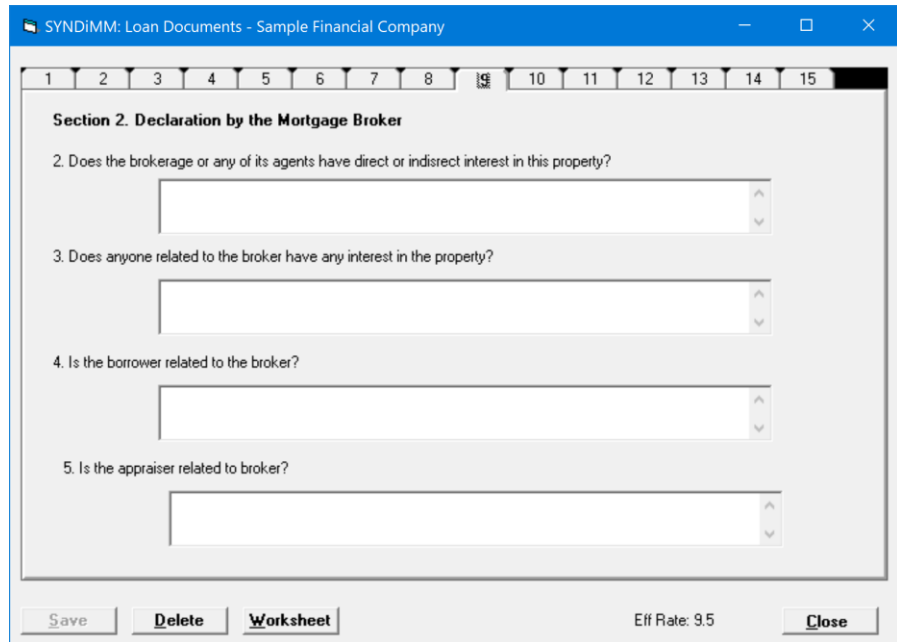 SYNDiMM: Loan Documents - Sample Financial Company
1 2 3 4 5 6 7 8 9 10 11 12 13 14 15
Section 2. Declaration by the Mortgage Broker
2. Does the brokerage or any of its agents have direct or indisrect interest in this property?
3. Does anyone related to the broker have any interest in the property?
4. Is the borrower related to the broker?
5. Is the appraiser related to broker?
Save Delete Worksheet Eff Rate: 9.5 Close